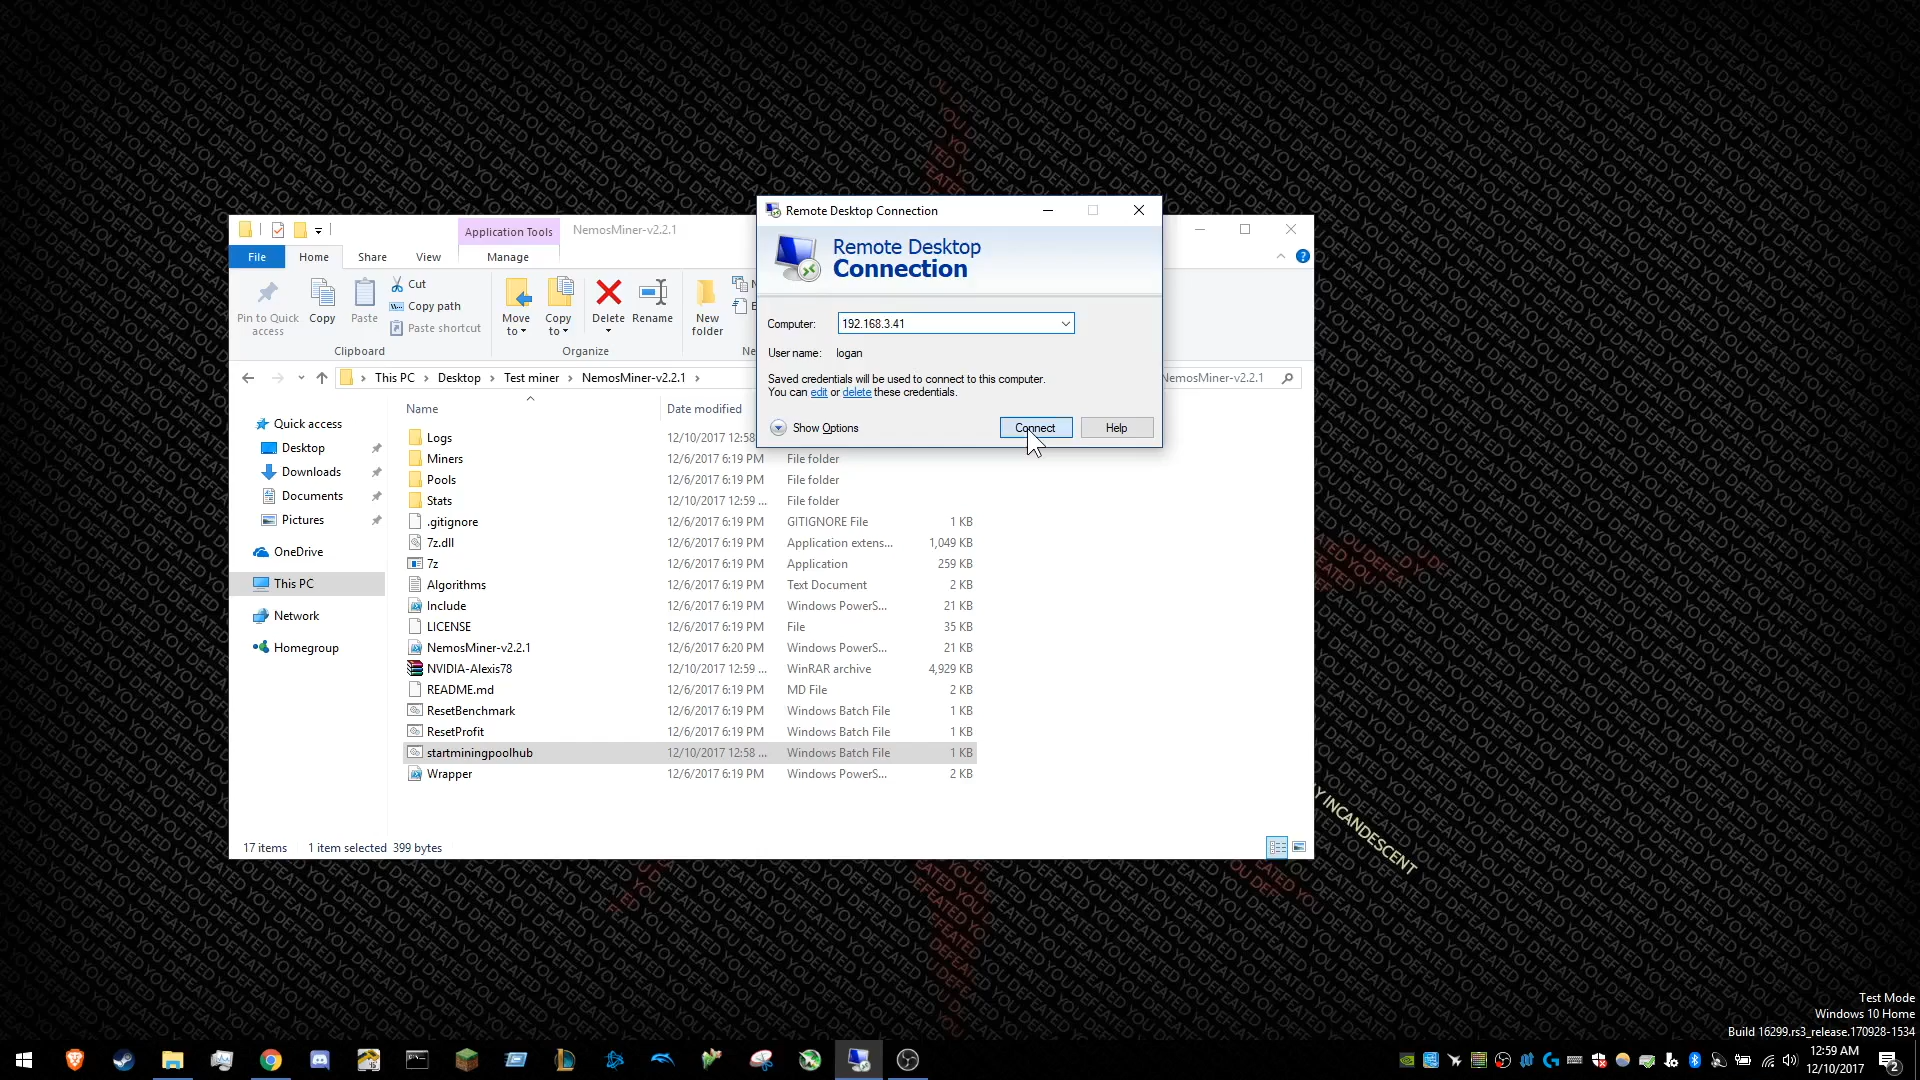 Application Tools
NemosMiner-v2.2.1
File
Home
Share
View
Manage
Pin to Quick access
Copy
Paste
Cut
Copy path
Paste shortcut
Clipboard
Move to
Copy to
Delete
Rename
Organize
New folder
This PC
Desktop
Test miner
NemosMiner-v2.2.1
NemosMiner-v2.2.1
Remote Desktop Connection
Remote Desktop
Connection
Computer: 192.168.3.41
User name: logan
Saved credentials will be used to connect to this computer.
You can edit or delete these credentials.
Show Options
Connect
Help
Quick access
Desktop
Downloads
Documents
Pictures
OneDrive
This PC
Network
Homegroup
Name Date modified
Logs 12/10/2017 12:58
Miners 12/6/2017 6:19 PM File folder
Pools 12/6/2017 6:19 PM File folder
Stats 12/10/2017 12:59 ... File folder
.gitignore 12/6/2017 6:19 PM GITIGNORE File 1 KB
7z.dll 12/6/2017 6:19 PM Application extens... 1,049 KB
7z 12/6/2017 6:19 PM Application 259 KB
Algorithms 12/6/2017 6:19 PM Text Document 2 KB
Include 12/6/2017 6:19 PM Windows PowerS... 21 KB
LICENSE 12/6/2017 6:19 PM File 35 KB
NemosMiner-v2.2.1 12/6/2017 6:20 PM Windows PowerS... 21 KB
NVIDIA-Alexis78 12/10/2017 12:59 ... WinRAR archive 4,929 KB
README.md 12/6/2017 6:19 PM MD File 2 KB
ResetBenchmark 12/6/2017 6:19 PM Windows Batch File 1 KB
ResetProfit 12/6/2017 6:19 PM Windows Batch File 1 KB
startminingpoolhub 12/10/2017 12:58 ... Windows Batch File 1 KB
Wrapper 12/6/2017 6:19 PM Windows PowerS... 2 KB
17 items 1 item selected 399 bytes
YOU DEFEATED
INCANDESCENT
Test Mode
Windows 10 Home
Build 16299.rs3_release.170928-1534
12:59 AM
12/10/2017
2